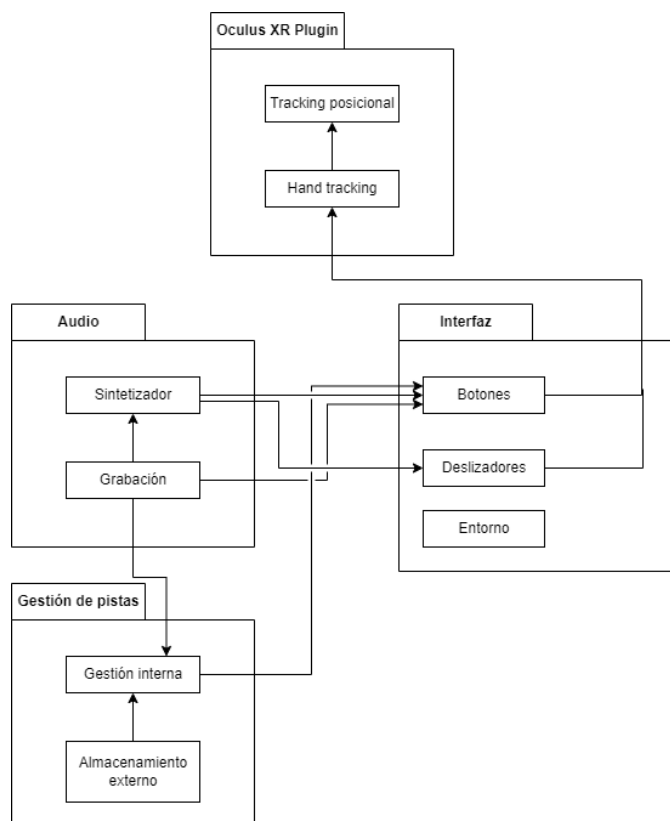 Oculus XR Plugin
Tracking posicional
Hand tracking
Audio
Sintetizador
Grabación
Interfaz
Botones
Deslizadores
Entorno
Gestión de pistas
Gestión interna
Almacenamiento
externo